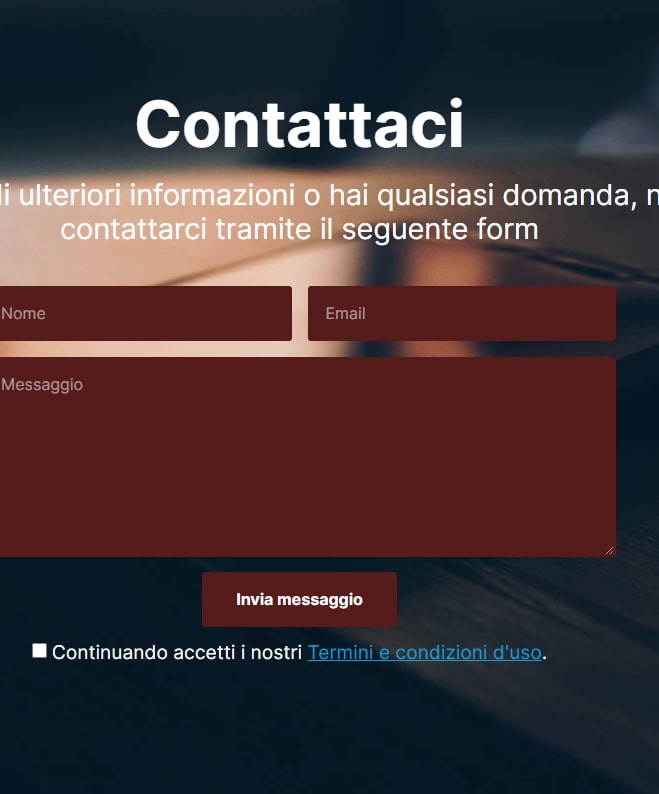 Contattaci
ulteriori informazioni o hai qualsiasi domanda,
contattarci tramite il seguente form
Nome
Email
Messaggio
Invia messaggio
Continuando accetti i nostri Termini e condizioni d'uso.